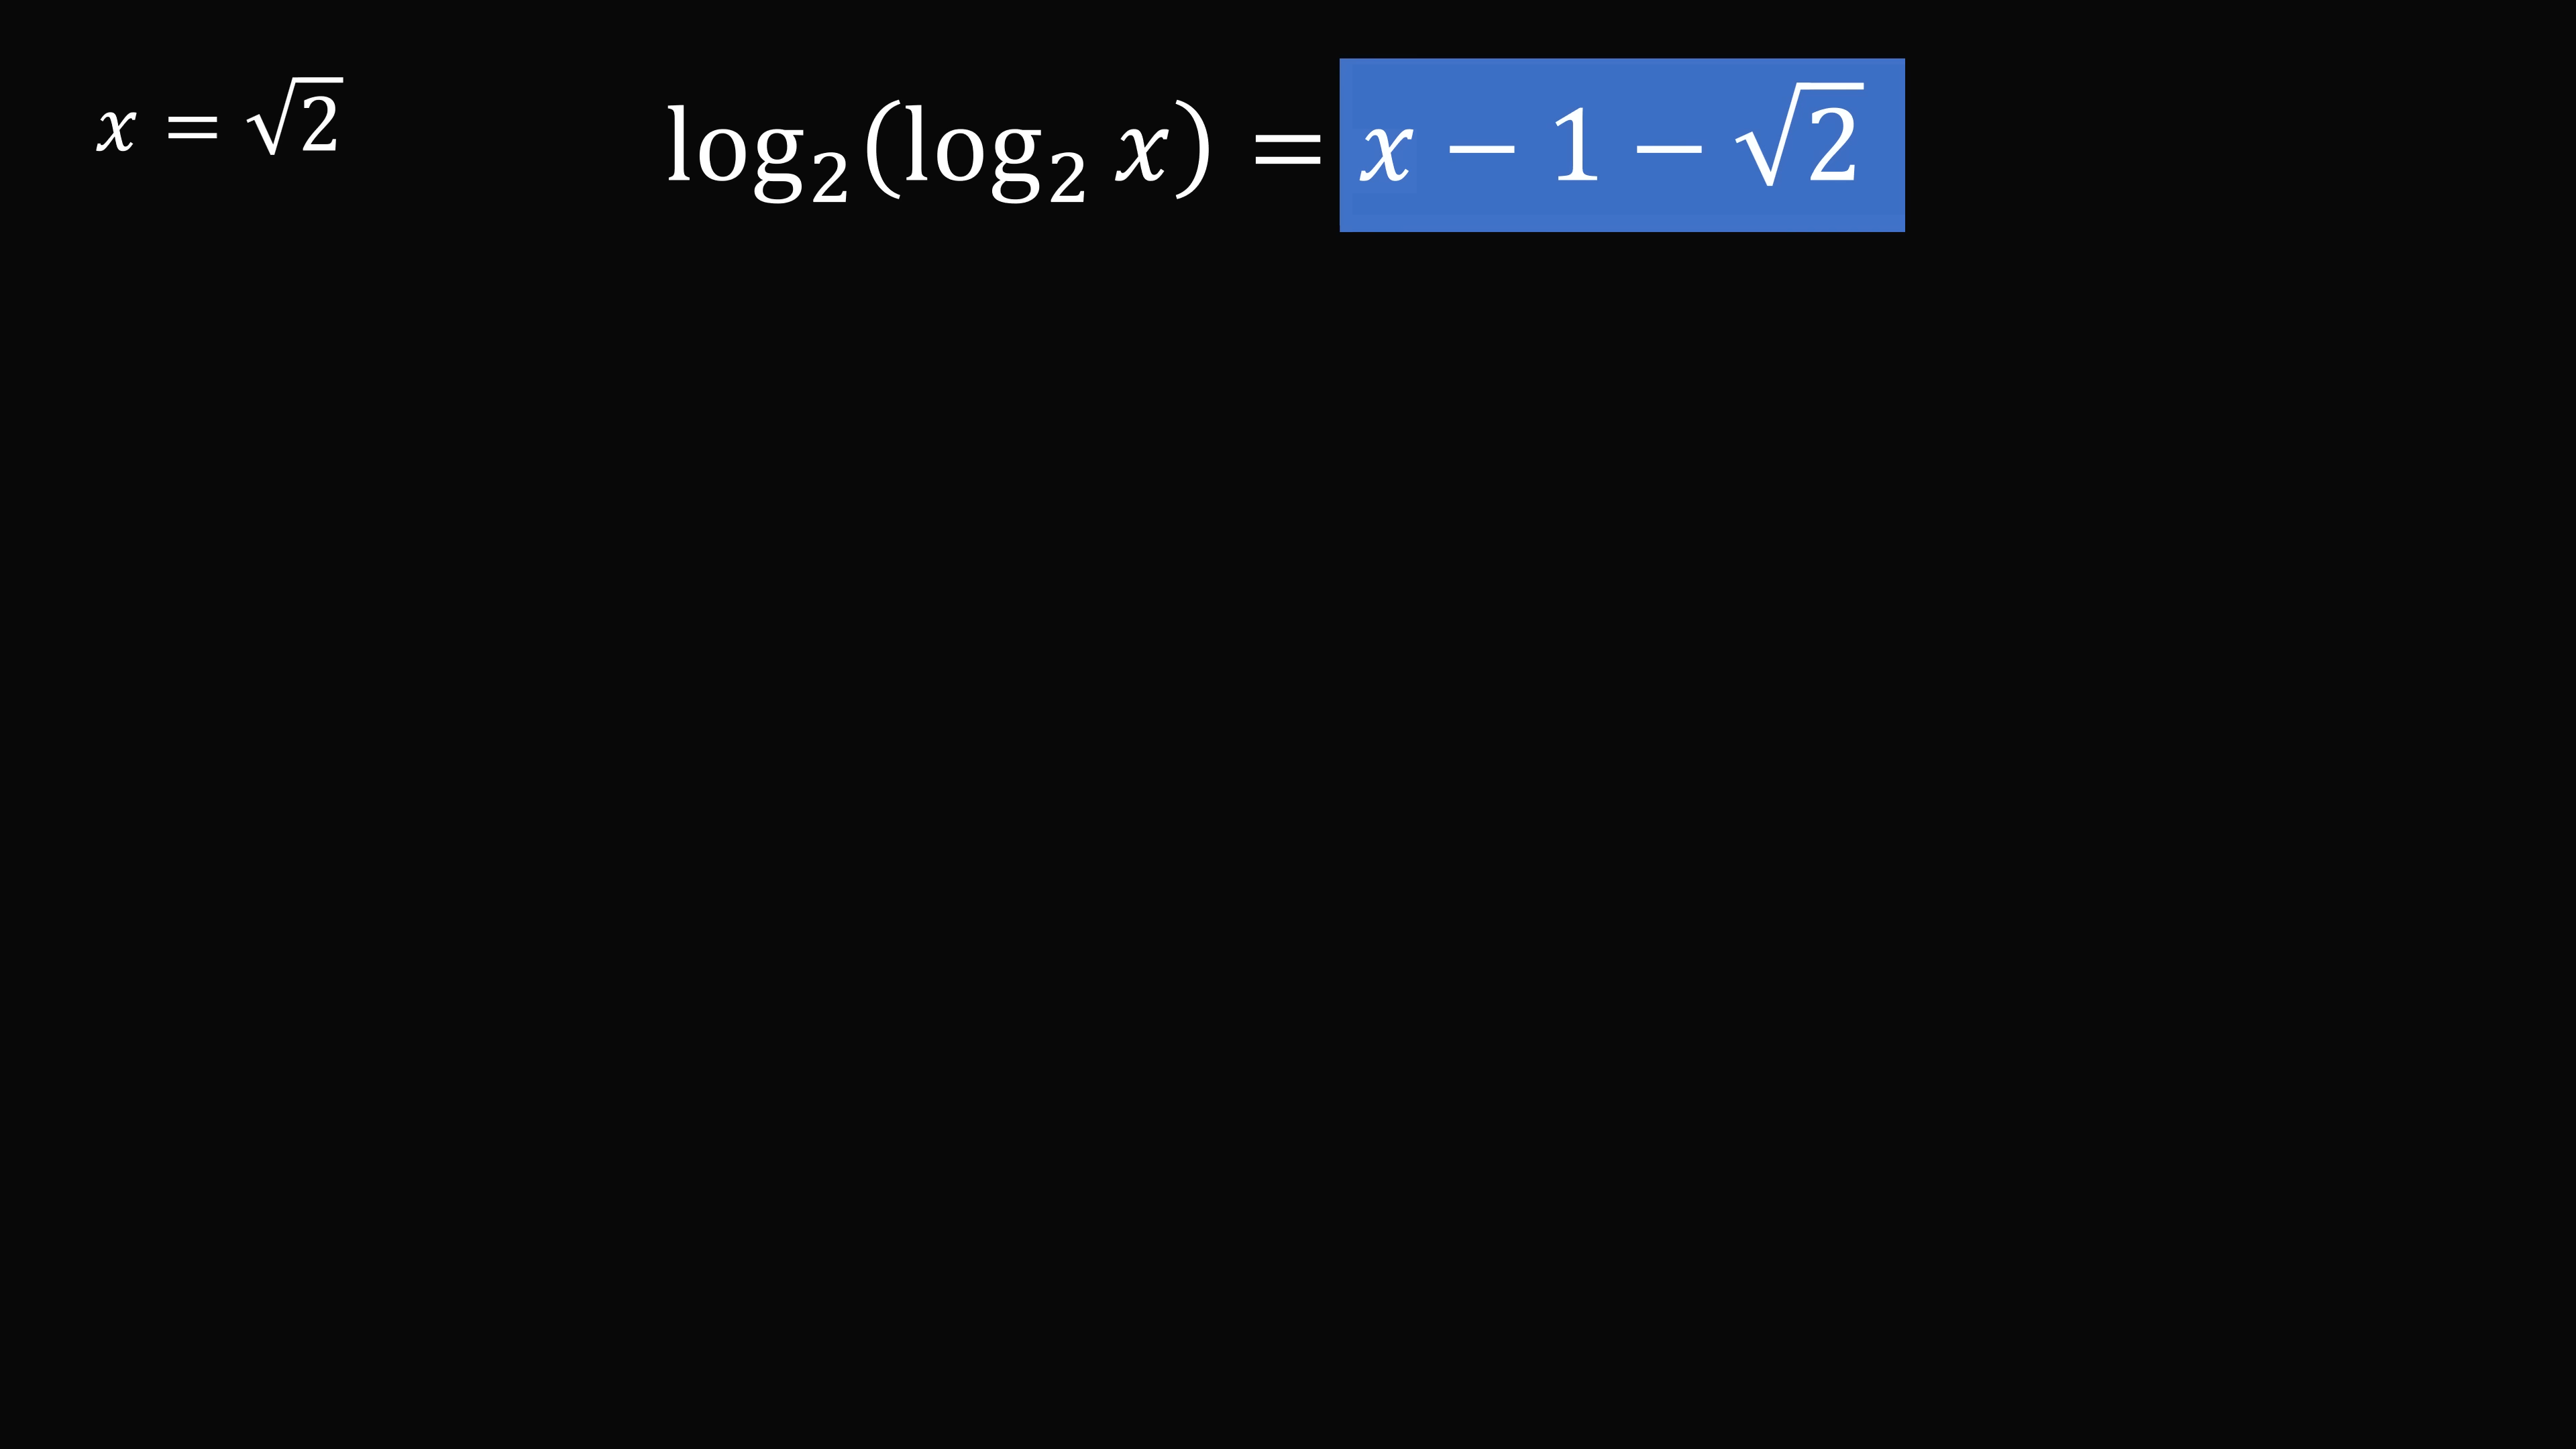 x = √2
log₂(log₂ x) = x − 1 − √2